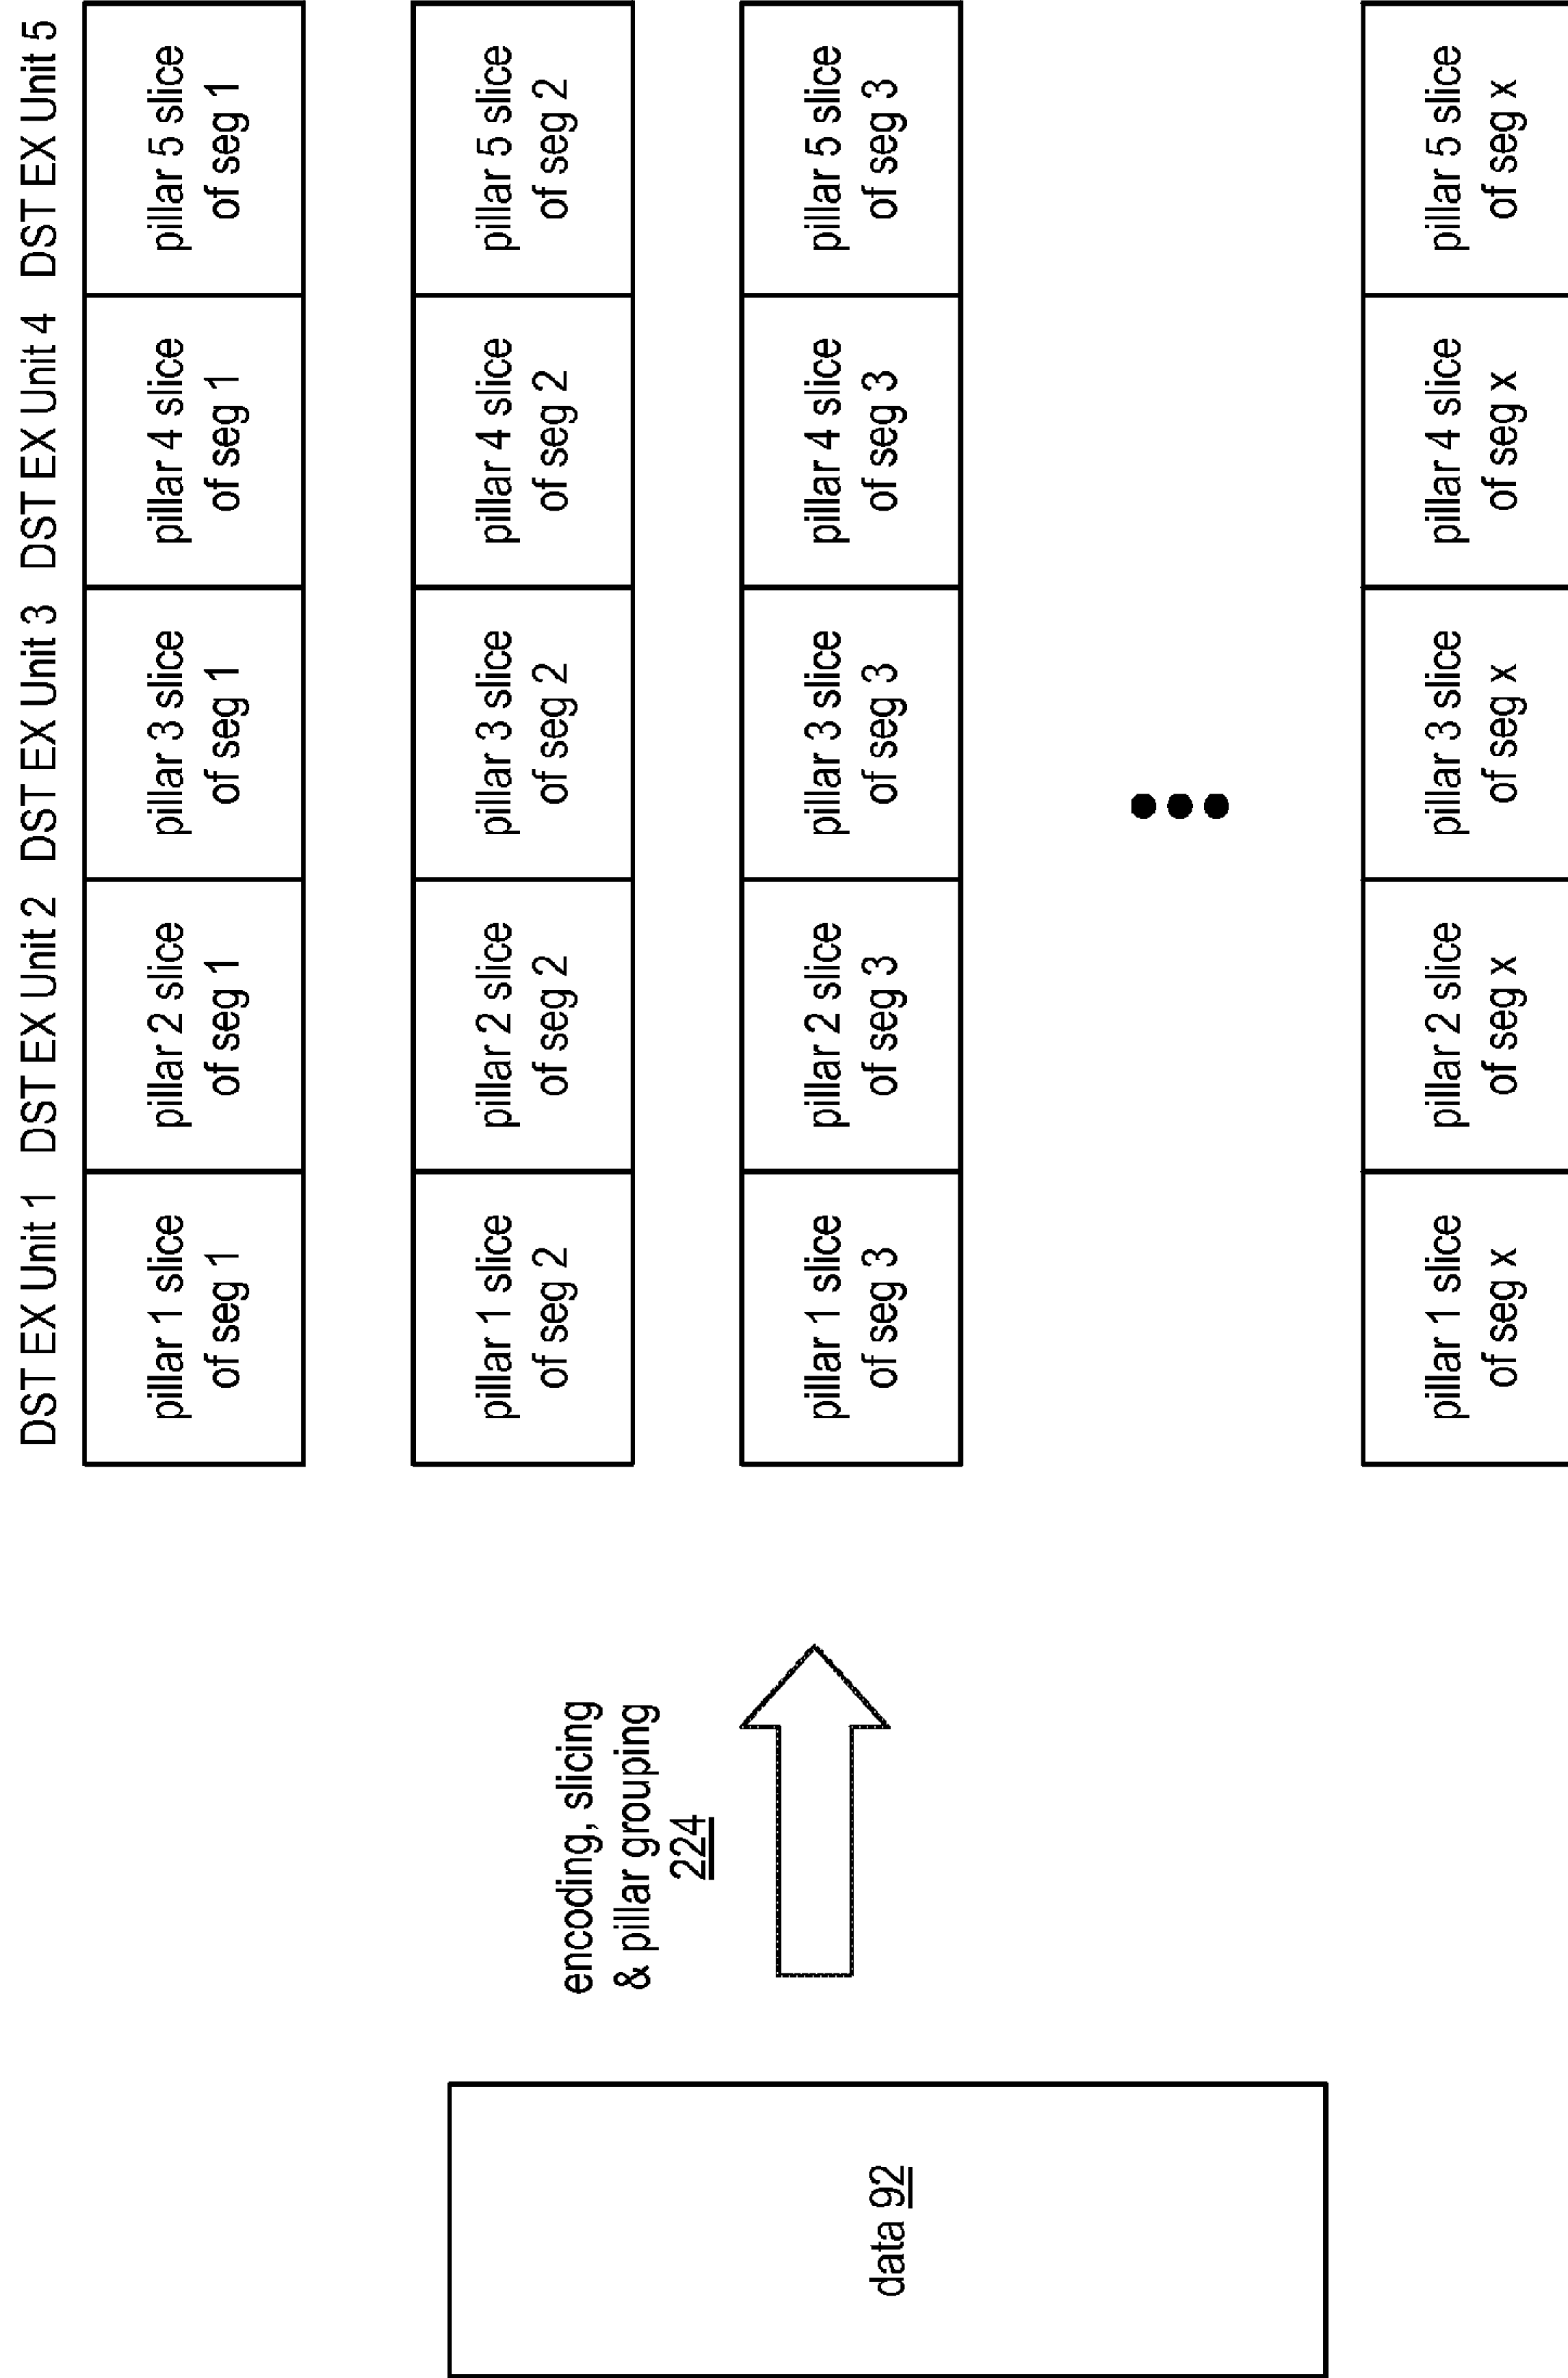 DST EX Unit 1 DST EX Unit 2 DST EX Unit 3 DST EX Unit 4 DST EX Unit 5
pillar 1 slice
of seg 1
pillar 2 slice
of seg 1
pillar 3 slice
of seg 1
pillar 4 slice
of seg 1
pillar 5 slice
of seg 1
pillar 1 slice
of seg 2
pillar 2 slice
of seg 2
pillar 3 slice
of seg 2
pillar 4 slice
of seg 2
pillar 5 slice
of seg 2
encoding, slicing
& pillar grouping
224
data 92
pillar 1 slice
of seg 3
pillar 2 slice
of seg 3
pillar 3 slice
of seg 3
pillar 4 slice
of seg 3
pillar 5 slice
of seg 3
pillar 1 slice
of seg x
pillar 2 slice
of seg x
pillar 3 slice
of seg x
pillar 4 slice
of seg x
pillar 5 slice
of seg x